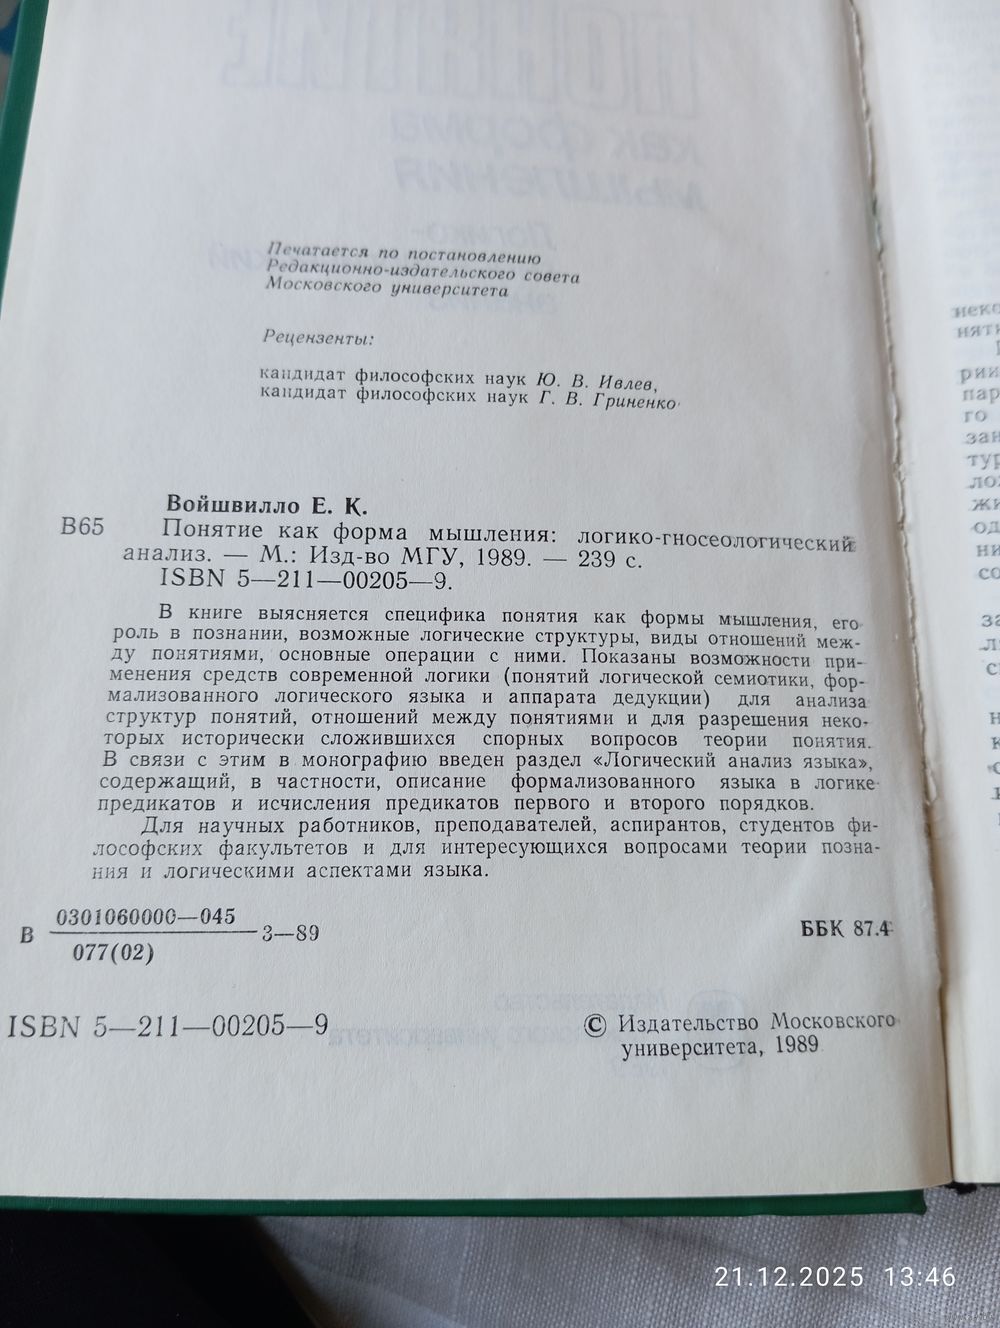 Печатается по постановлению
Редакционно-издательского совета
Московского университета
Рецензенты:
кандидат философских наук Ю. В. Ивлев,
кандидат философских наук Г. В. Гриненко
Войшвилло Е. К.
В65 Понятие как форма мышления: логико-гносеологический
анализ. — М.: Изд-во МГУ, 1989. — 239 с.
ISBN 5—211—00205—9.
В книге выясняется специфика понятия как формы мышления, его
роль в познании, возможные логические структуры, виды отношений меж-
ду понятиями, основные операции с ними. Показаны возможности при-
менения средств современной логики (понятий логической семиотики, фор-
мализованного логического языка и аппарата дедукции) для анализа
структур понятий, отношений между понятиями и для разрешения неко-
торых исторически сложившихся спорных вопросов теории понятия.
В связи с этим в монографию введен раздел «Логический анализ языка»,
содержащий, в частности, описание формализованного языка в логике
предикатов и исчисления предикатов первого и второго порядков.
Для научных работников, преподавателей, аспирантов, студентов фи-
лософских факультетов и для интересующихся вопросами теории позна-
ния и логическими аспектами языка.
0301060000—045
В 3—89
077(02)
ББК 87.4
ISBN 5—211—00205—9
© Издательство Московского
университета, 1989
21.12.2025 13:46